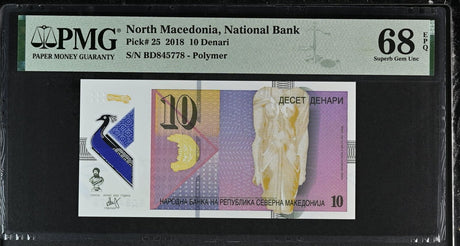 PMG
PAPER MONEY GUARANTY
North Macedonia, National Bank
Pick# 25 2018 10 Denari
S/N BD845778 - Polymer
68 EPQ
Superb Gem Unc
10
ДЕСЕТ ДЕНАРИ
НАРОДНА БАНКА НА РЕПУБЛИКА СЕВЕРНА МАКЕДОНИЈА
10